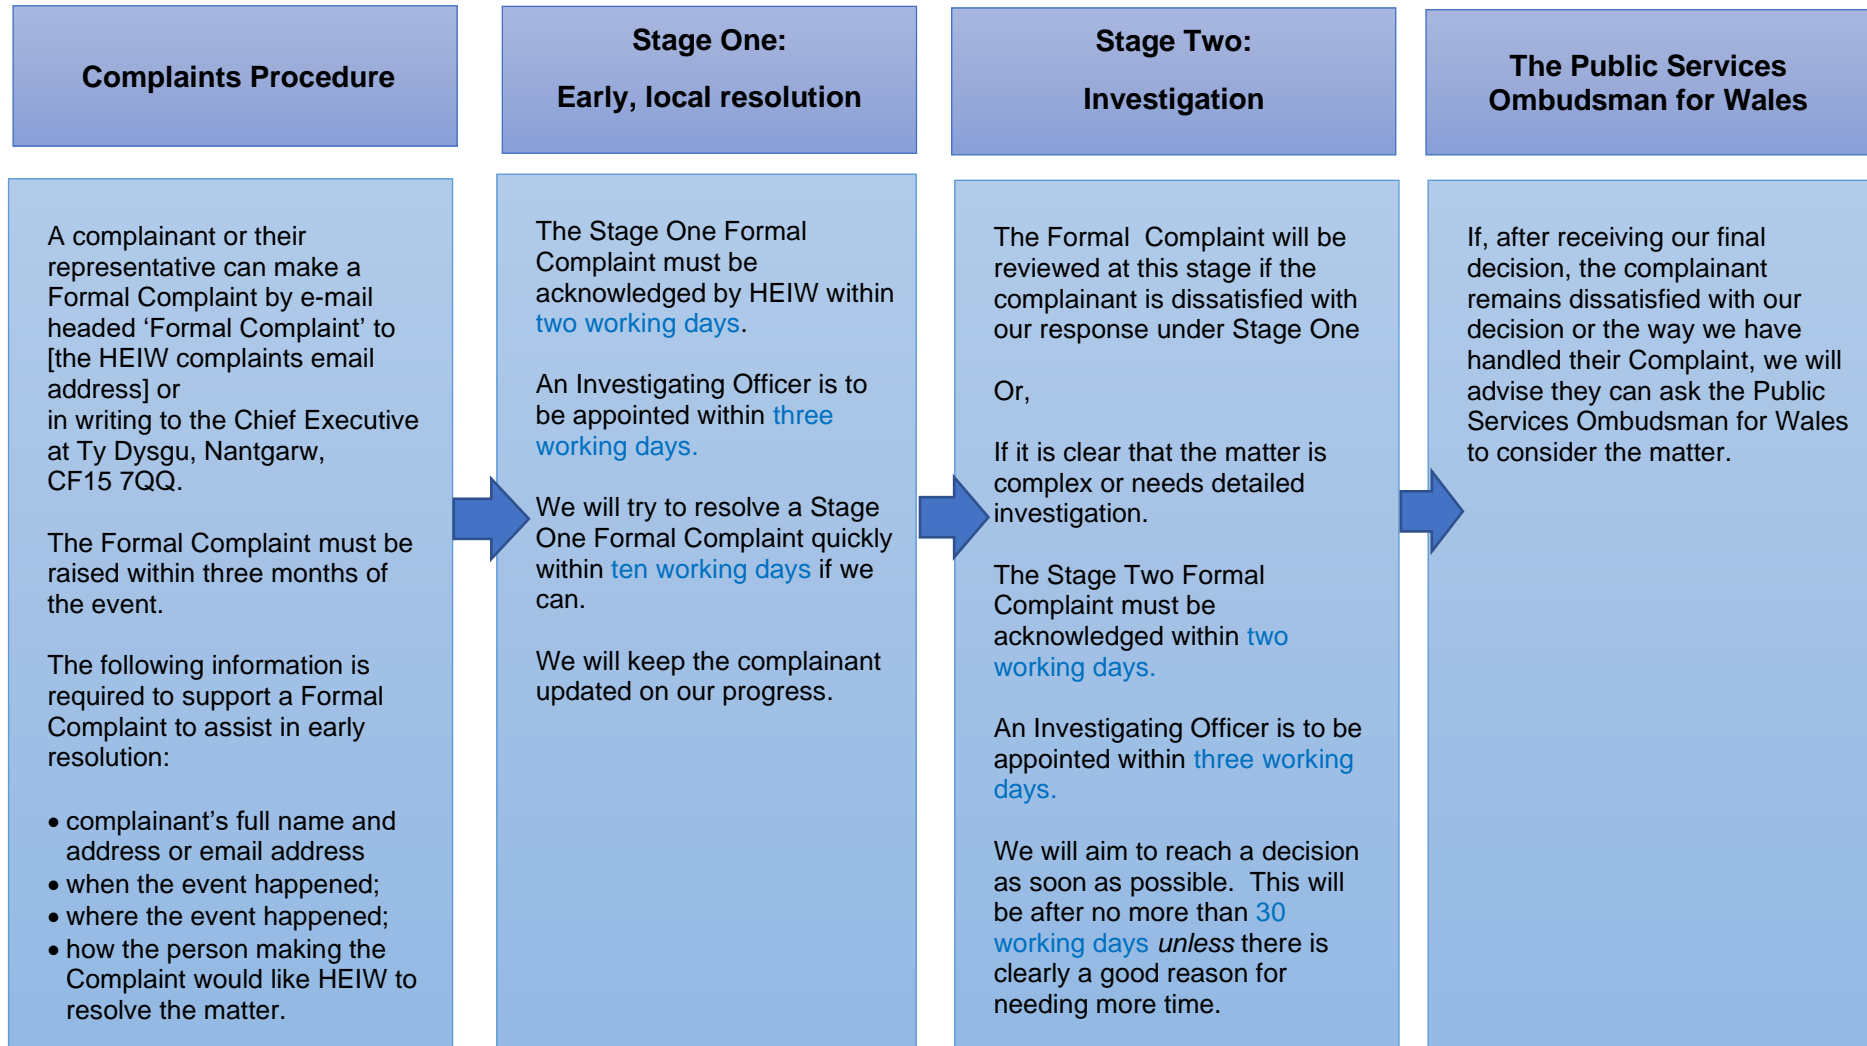 Complaints Procedure
A complainant or their
representative can make a
Formal Complaint by e-mail
headed ‘Formal Complaint’ to
[the HEIW complaints email
address] or
in writing to the Chief Executive
at Ty Dysgu, Nantgarw,
CF15 7QQ.
The Formal Complaint must be
raised within three months of
the event.
The following information is
required to support a Formal
Complaint to assist in early
resolution:
• complainant’s full name and
address or email address
• when the event happened;
• where the event happened;
• how the person making the
Complaint would like HEIW to
resolve the matter.
Stage One:
Early, local resolution
The Stage One Formal
Complaint must be
acknowledged by HEIW within
two working days.
An Investigating Officer is to
be appointed within three
working days.
We will try to resolve a Stage
One Formal Complaint quickly
within ten working days if we
can.
We will keep the complainant
updated on our progress.
Stage Two:
Investigation
The Formal  Complaint will be
reviewed at this stage if the
complainant is dissatisfied with
our response under Stage One
Or,
If it is clear that the matter is
complex or needs detailed
investigation.
The Stage Two Formal
Complaint must be
acknowledged within two
working days.
An Investigating Officer is to be
appointed within three working
days.
We will aim to reach a decision
as soon as possible.  This will
be after no more than 30
working days unless there is
clearly a good reason for
needing more time.
The Public Services
Ombudsman for Wales
If, after receiving our final
decision, the complainant
remains dissatisfied with our
decision or the way we have
handled their Complaint, we will
advise they can ask the Public
Services Ombudsman for Wales
to consider the matter.